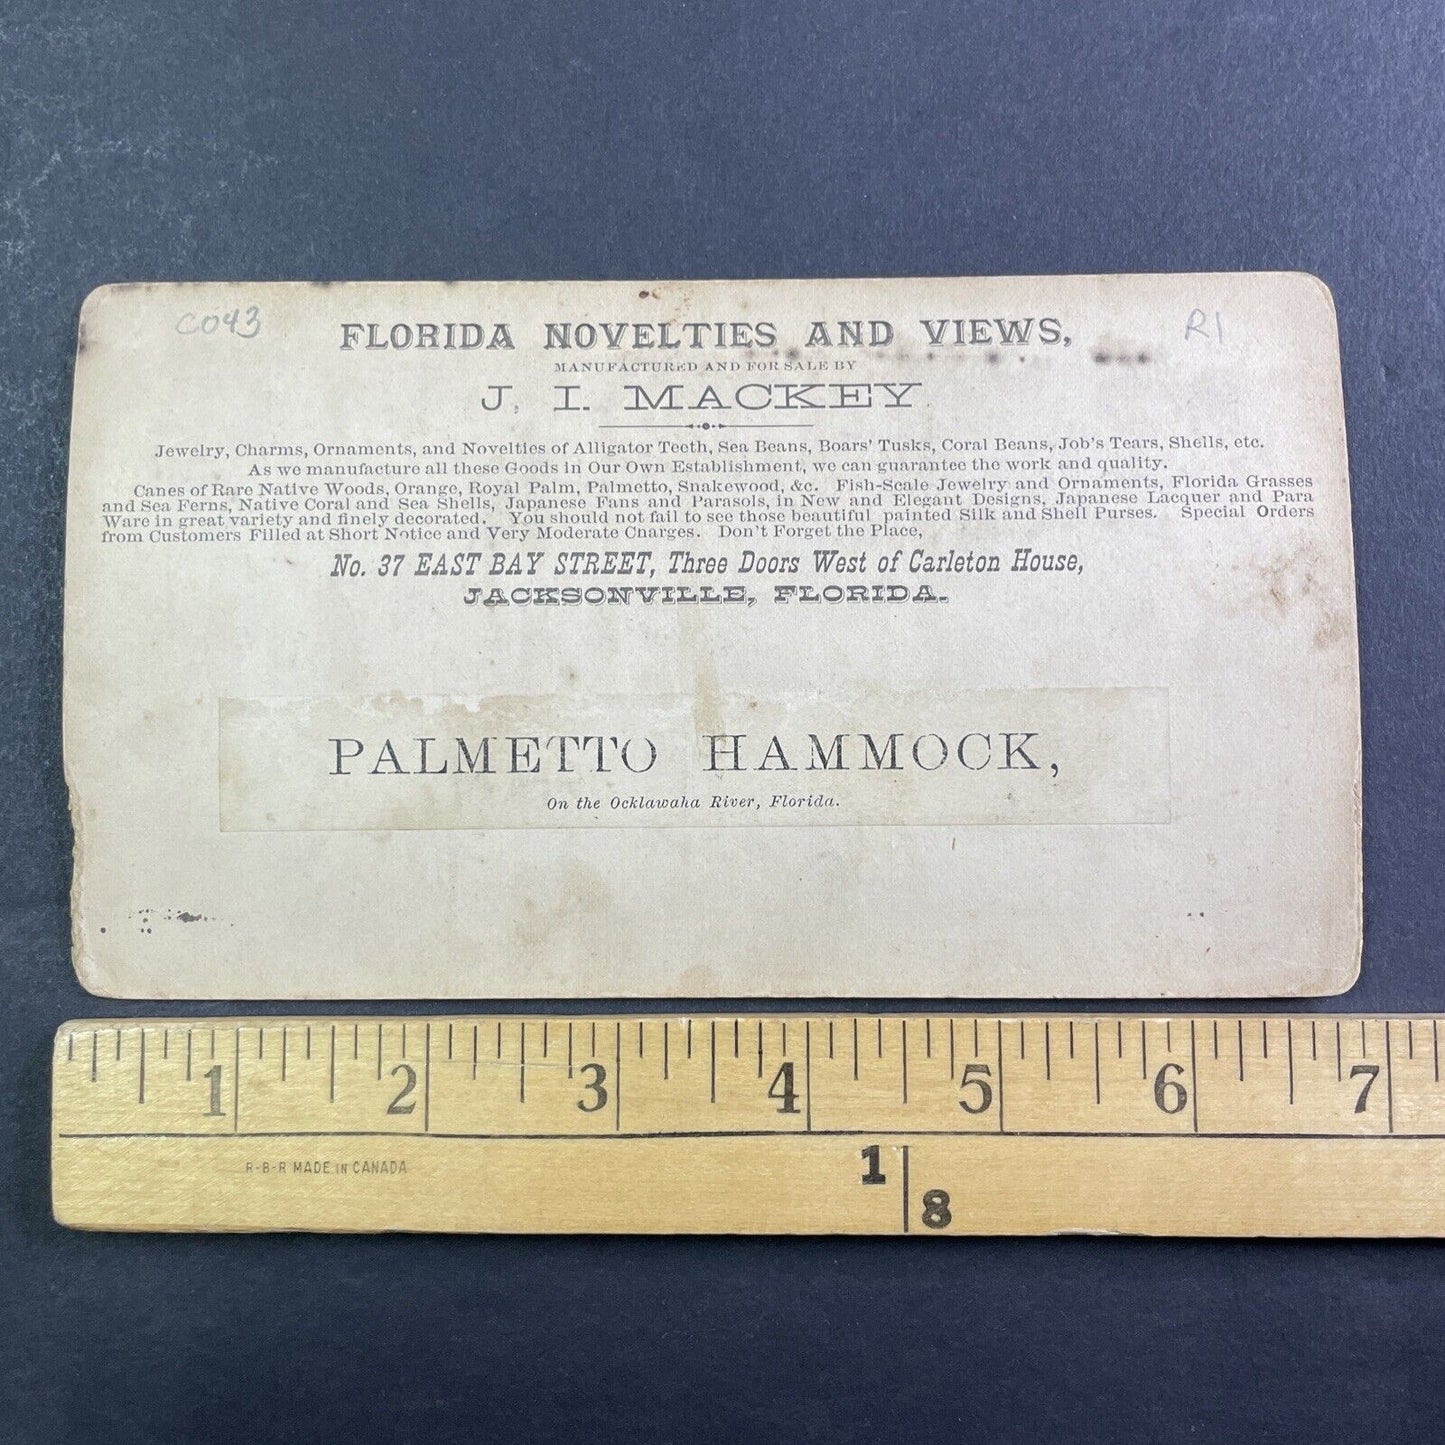 C043
R1
FLORIDA NOVELTIES AND VIEWS,
MANUFACTURED AND FOR SALE BY
J. I. MACKEY.
Jewelry, Charms, Ornaments, and Novelties of Alligator Teeth, Sea Beans, Boars' Tusks, Coral Beans, Job's Tears, Shells, etc.
As we manufacture all these Goods in Our Own Establishment, we can guarantee the work and quality.
Canes of Rare Native Woods, Orange, Royal Palm, Palmetto, Snakewood, &c. Fish-Scale Jewelry and Ornaments, Florida Grasses
and Sea Ferns, Native Coral and Sea Shells, Japanese Fans and Parasols, in New and Elegant Designs, Japanese Lacquer and Para
Ware in great variety and finely decorated. You should not fail to see those beautiful painted Silk and Shell Purses. Special Orders
from Customers Filled at Short Notice and Very Moderate Charges. Don't Forget the Place,
No. 37 EAST BAY STREET, Three Doors West of Carleton House,
JACKSONVILLE, FLORIDA.
PALMETTO HAMMOCK,
On the Ocklawaha River, Florida.
1 2 3 4 5 6 7
R-B-R MADE IN CANADA
1 8